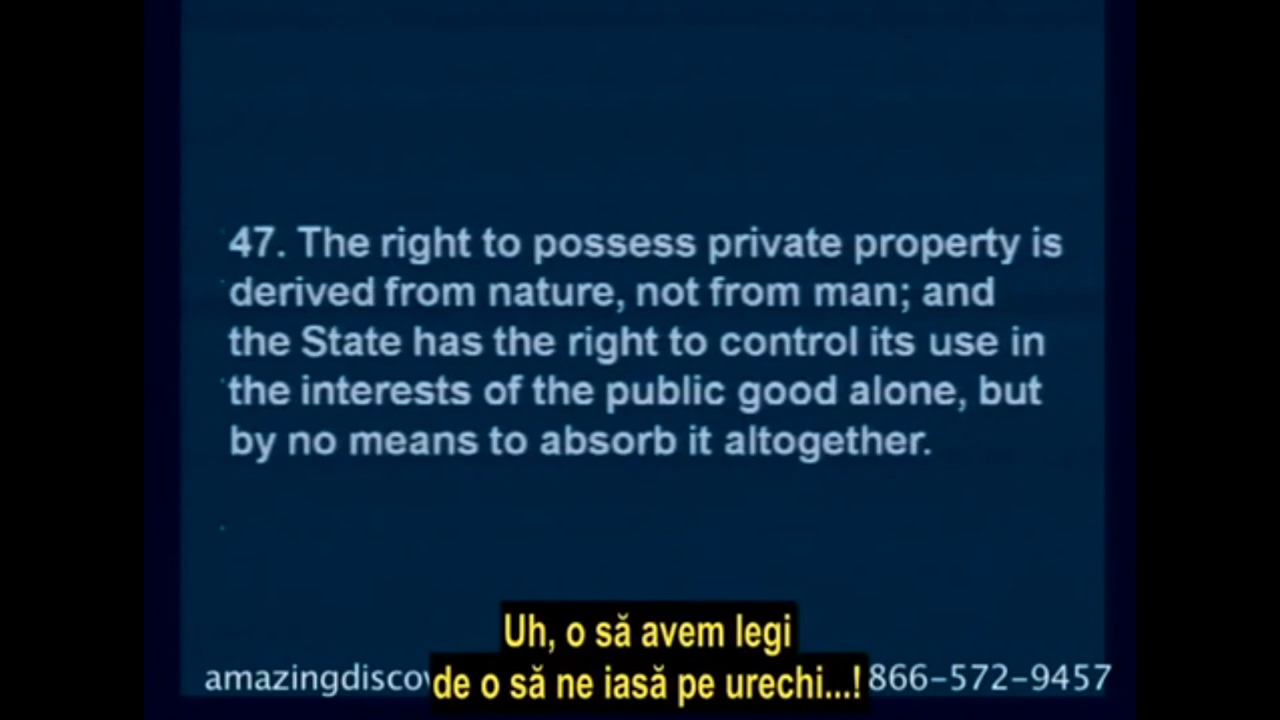 47. The right to possess private property is
derived from nature, not from man; and
the State has the right to control its use in
the interests of the public good alone, but
by no means to absorb it altogether.
Uh, o să avem legi
de o să ne iasă pe urechi...!
866-572-9457